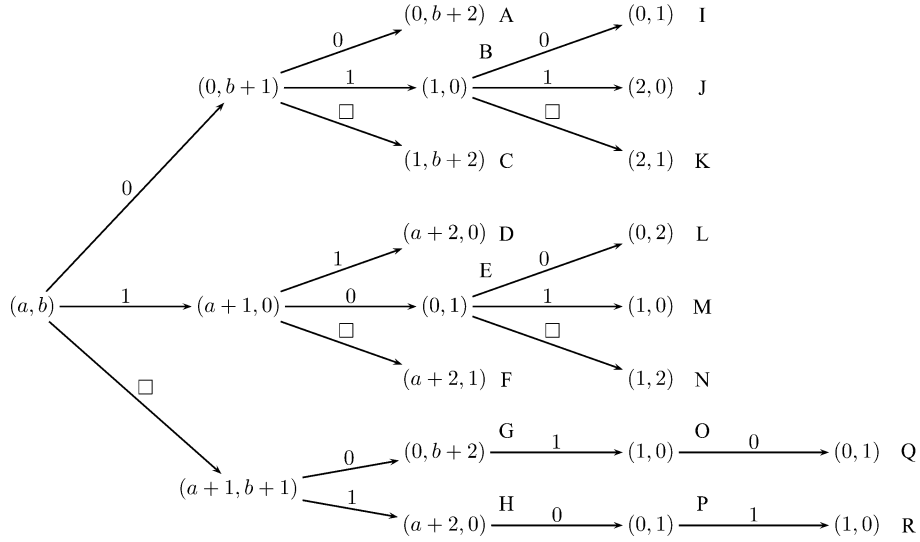 (0, b + 2) A
(0, 1) I
0
0
B
(0, b + 1)
1
(1, 0)
1
(2, 0) J
□
□
(1, b + 2) C
(2, 1) K
0
(a + 2, 0) D
(0, 2) L
1
0
E
(a, b)
1
(a + 1, 0)
0
(0, 1)
1
(1, 0) M
□
□
(a + 2, 1) F
(1, 2) N
□
G
O
0
(0, b + 2)
1
(1, 0)
0
(0, 1) Q
(a + 1, b + 1)
1
H
P
(a + 2, 0)
0
(0, 1)
1
(1, 0) R